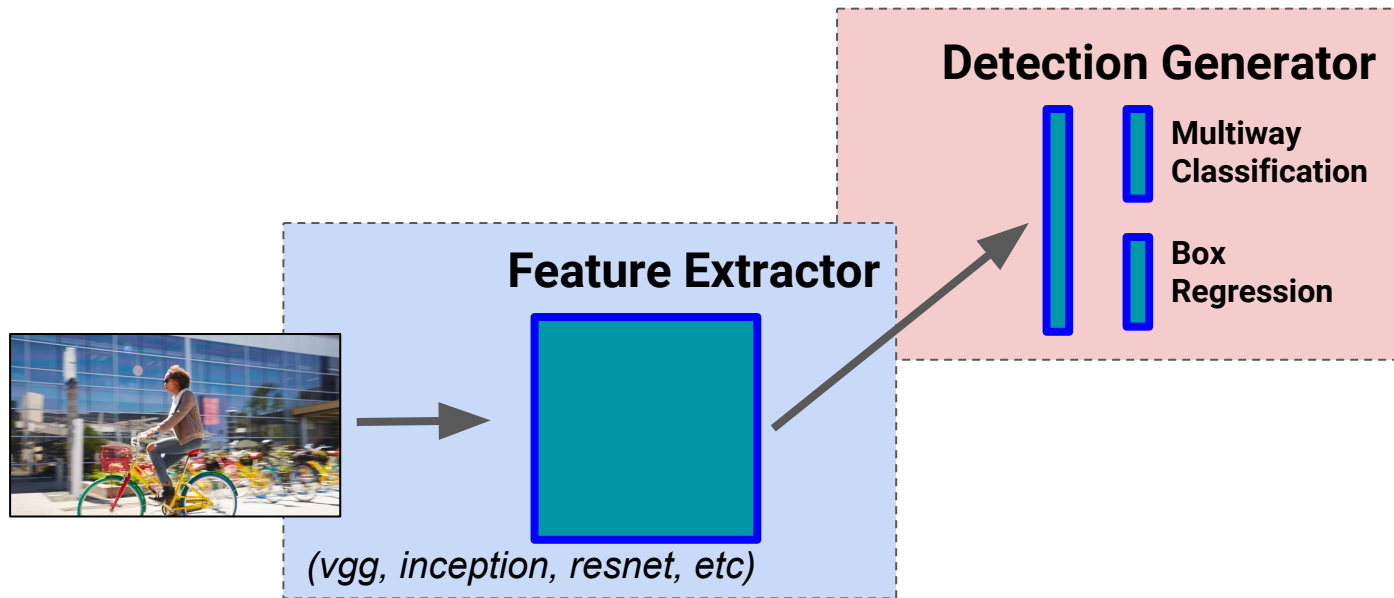 Detection Generator
Multiway
Classification
Box
Regression
Feature Extractor
(vgg, inception, resnet, etc)